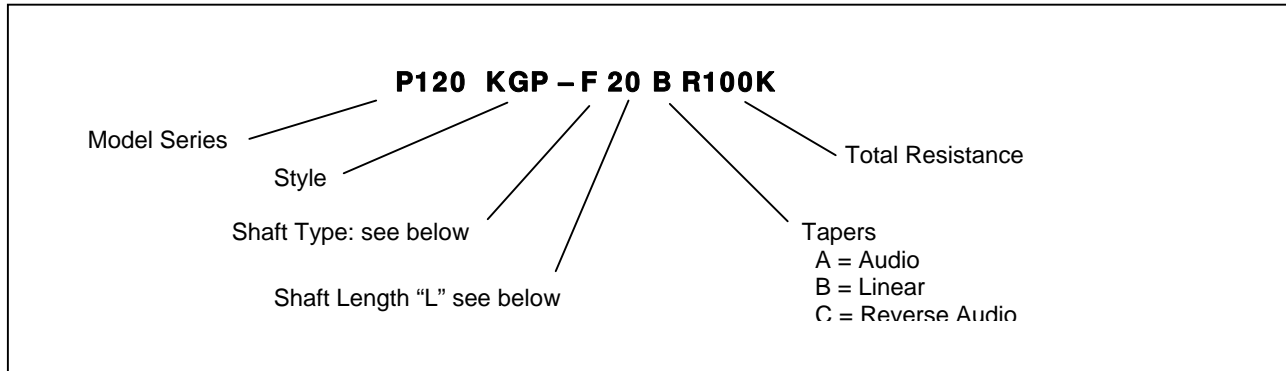 P120 KGP – F 20 B R100K
Model Series
Total Resistance
Style
Shaft Type: see below
Tapers
A = Audio
B = Linear
Shaft Length “L” see below
C = Reverse Audio